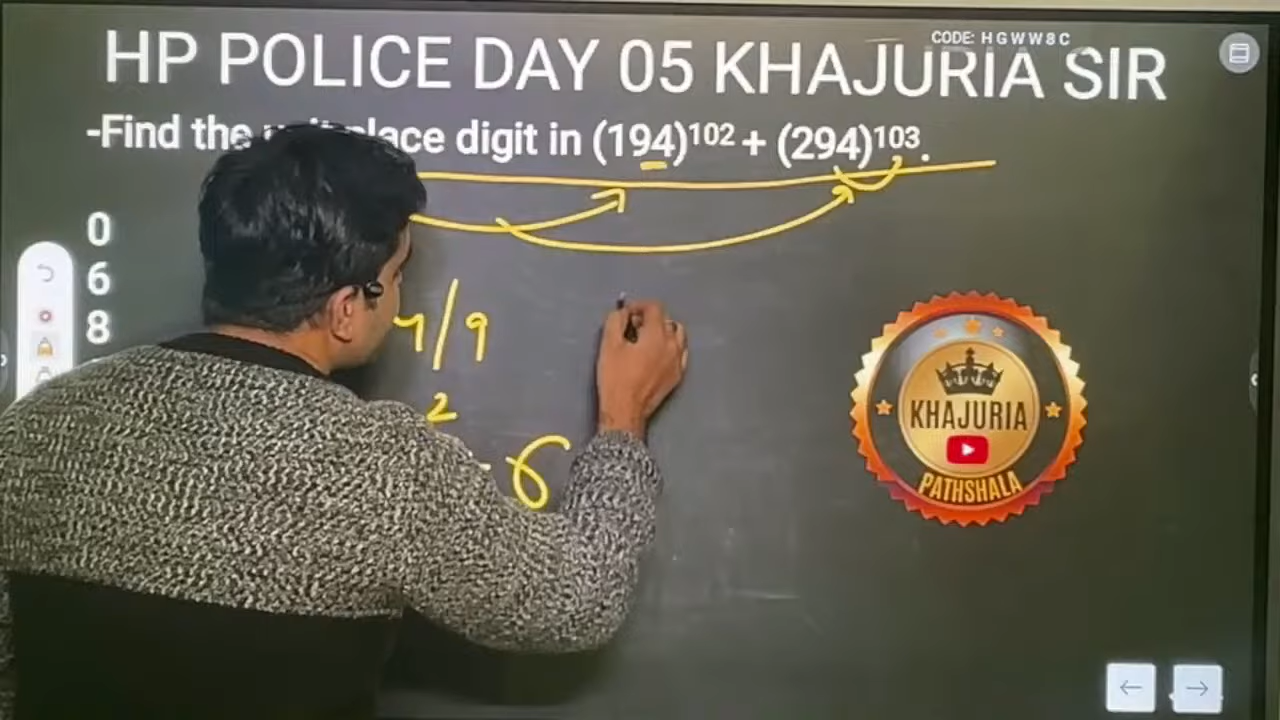 CODE: HGWW8C
HP POLICE DAY 05 KHAJURIA SIR
-Find the place digit in (194)¹⁰² + (294)¹⁰³.
0
6
8
4/9
2
6
KHAJURIA
PATHSHALA